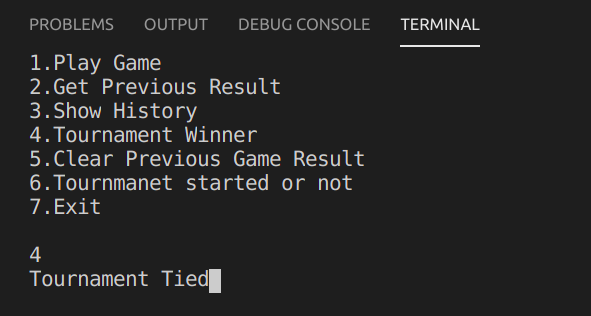 PROBLEMS OUTPUT DEBUG CONSOLE TERMINAL
1.Play Game
2.Get Previous Result
3.Show History
4.Tournament Winner
5.Clear Previous Game Result
6.Tournmanet started or not
7.Exit
4
Tournament Tied